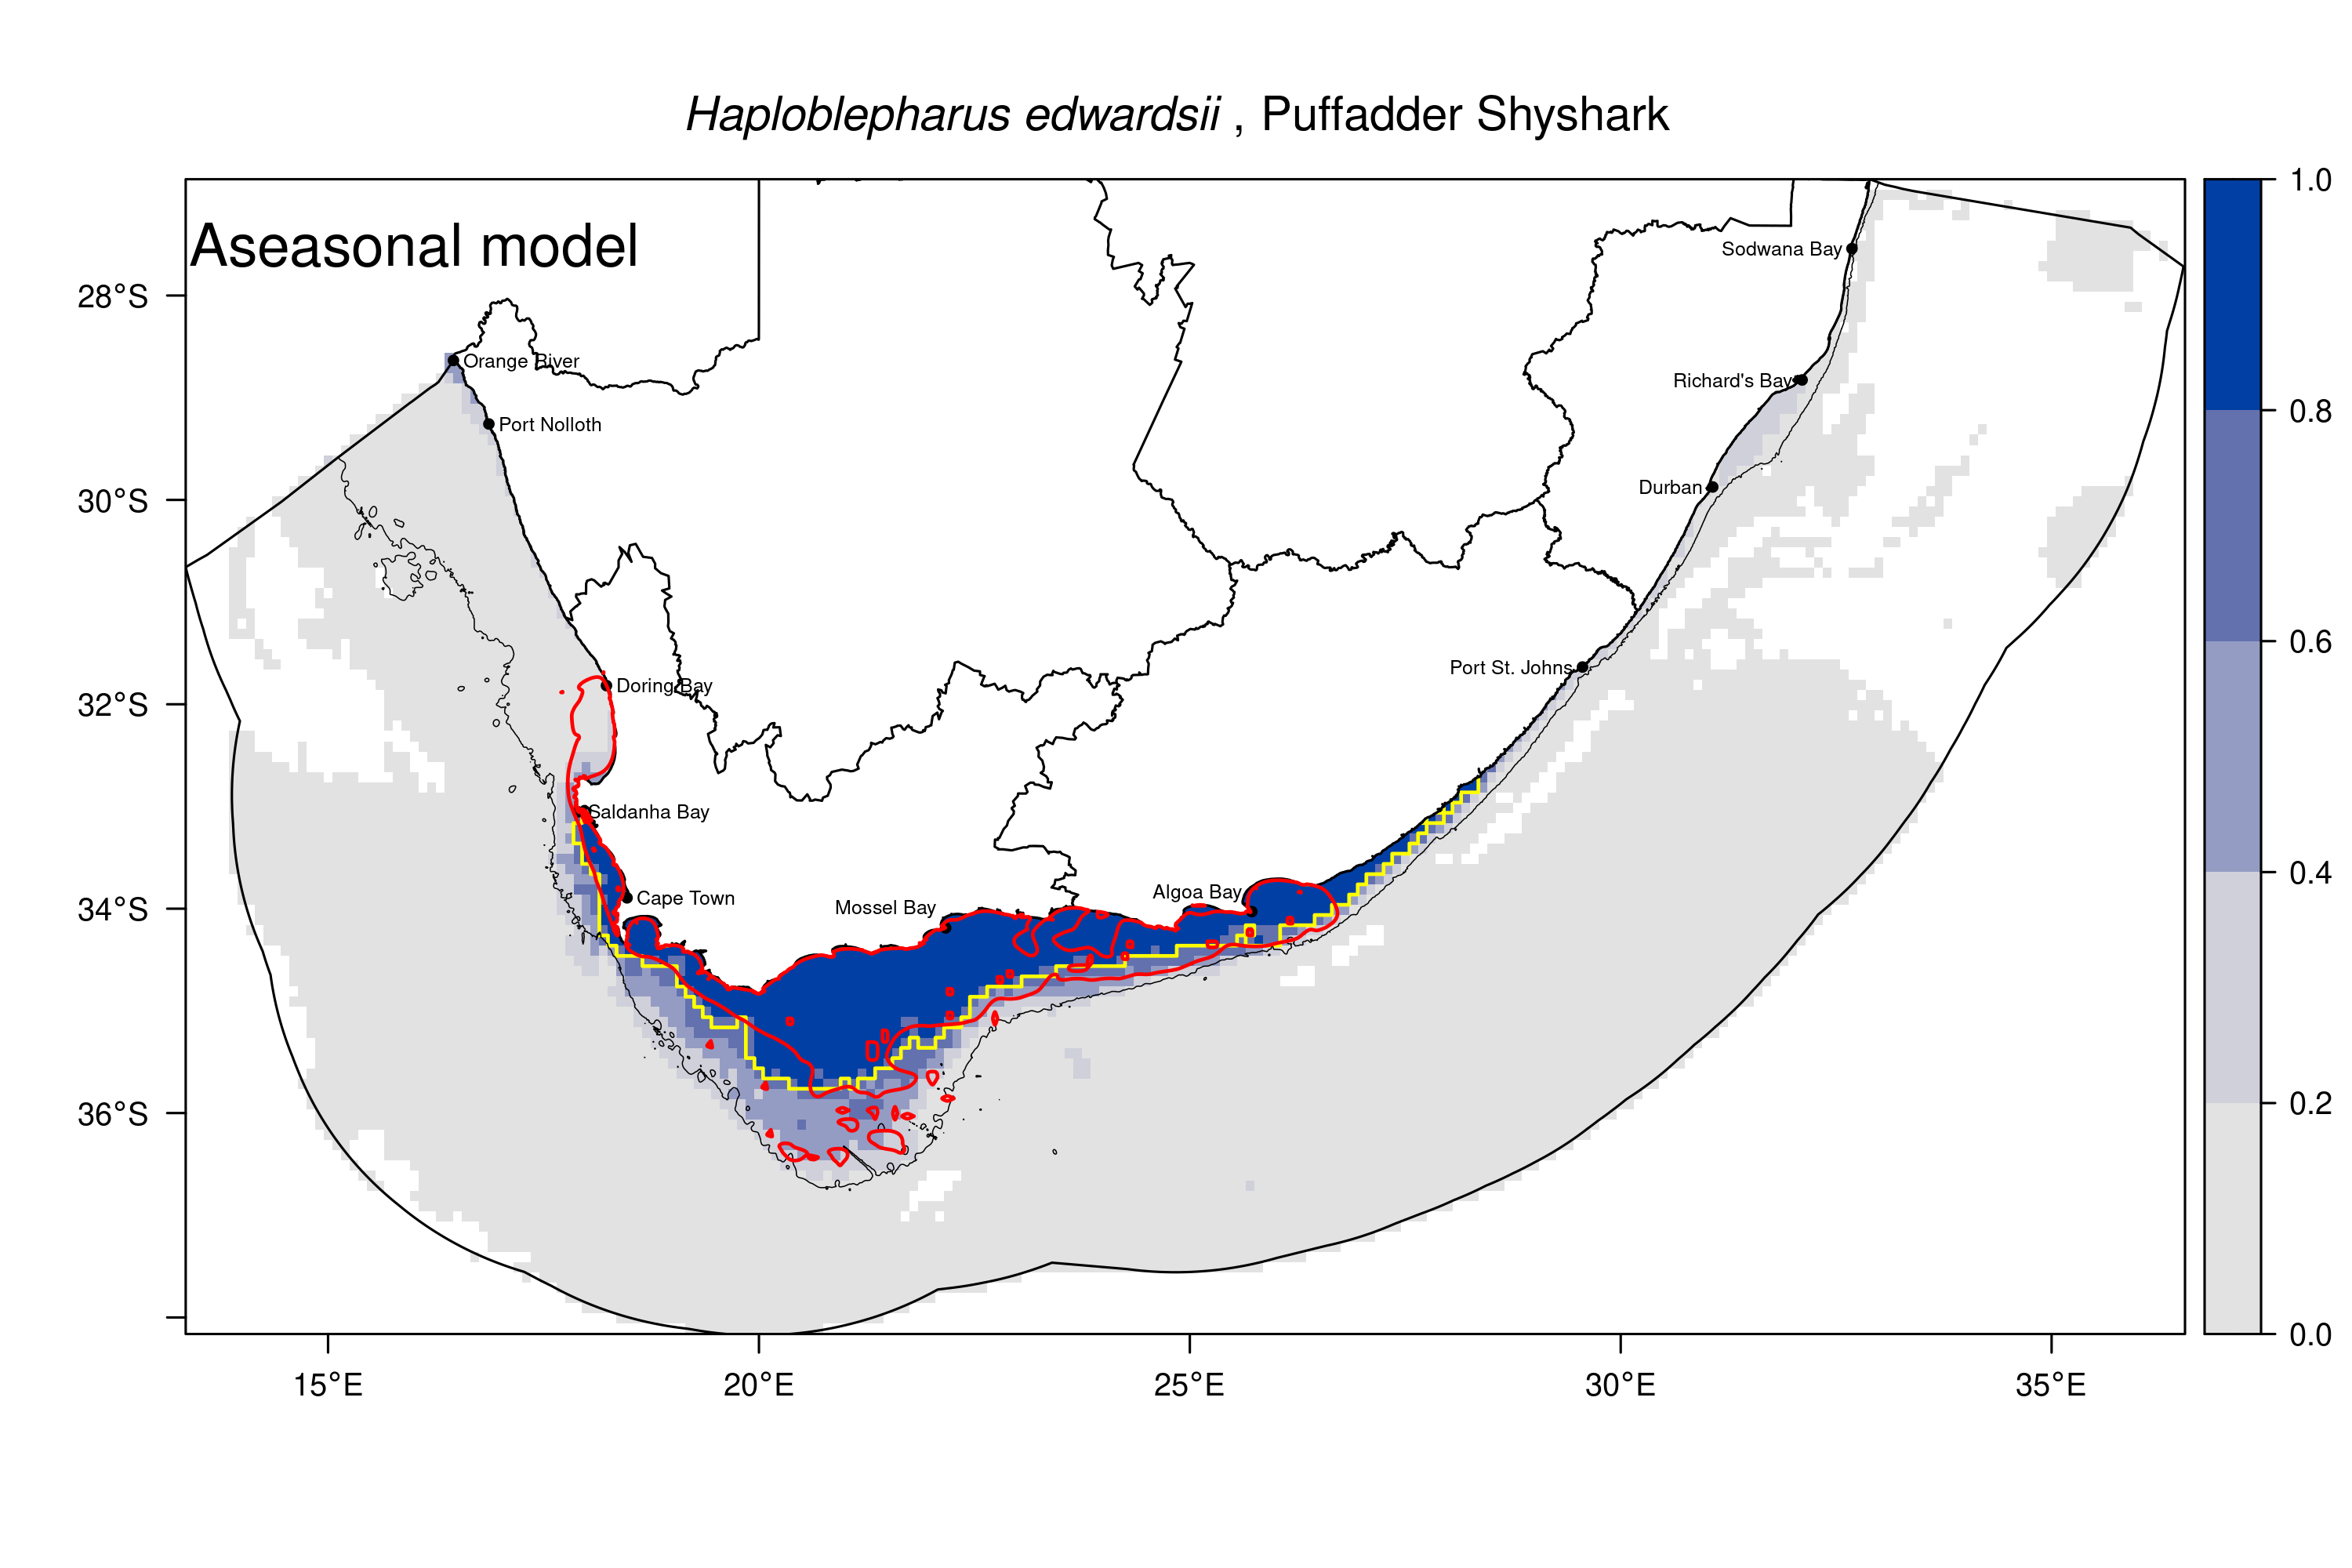 Haploblepharus edwardsii , Puffadder Shyshark
Aseasonal model
Sodwana Bay
Orange River
Richard's Bay
Port Nolloth
Durban
Port St. Johns
Doring Bay
Saldanha Bay
Cape Town
Mossel Bay
Algoa Bay
28°S
30°S
32°S
34°S
36°S
15°E
20°E
25°E
30°E
35°E
1.0
0.8
0.6
0.4
0.2
0.0